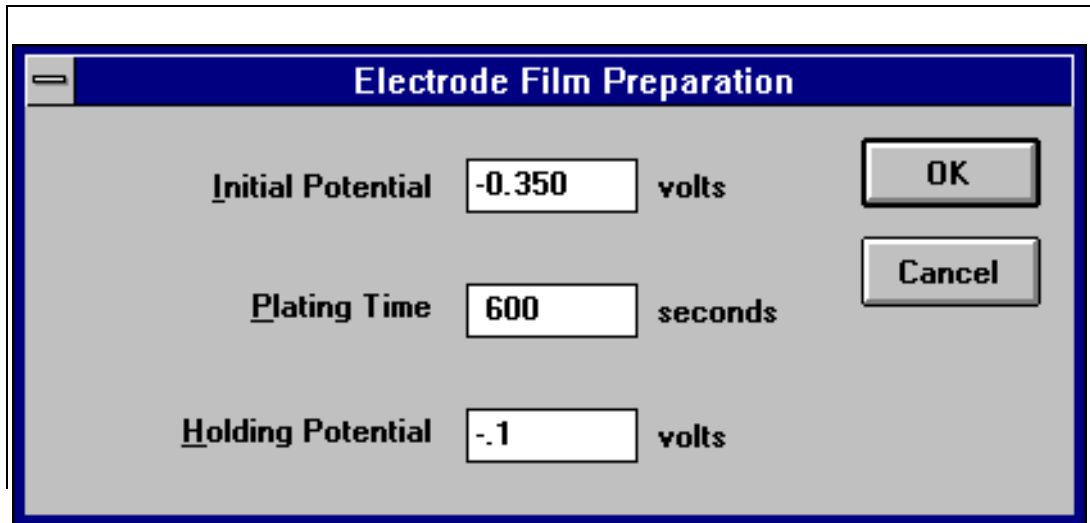 Electrode Film Preparation
Initial Potential -0.350 volts
OK
Plating Time 600 seconds
Cancel
Holding Potential -.1 volts